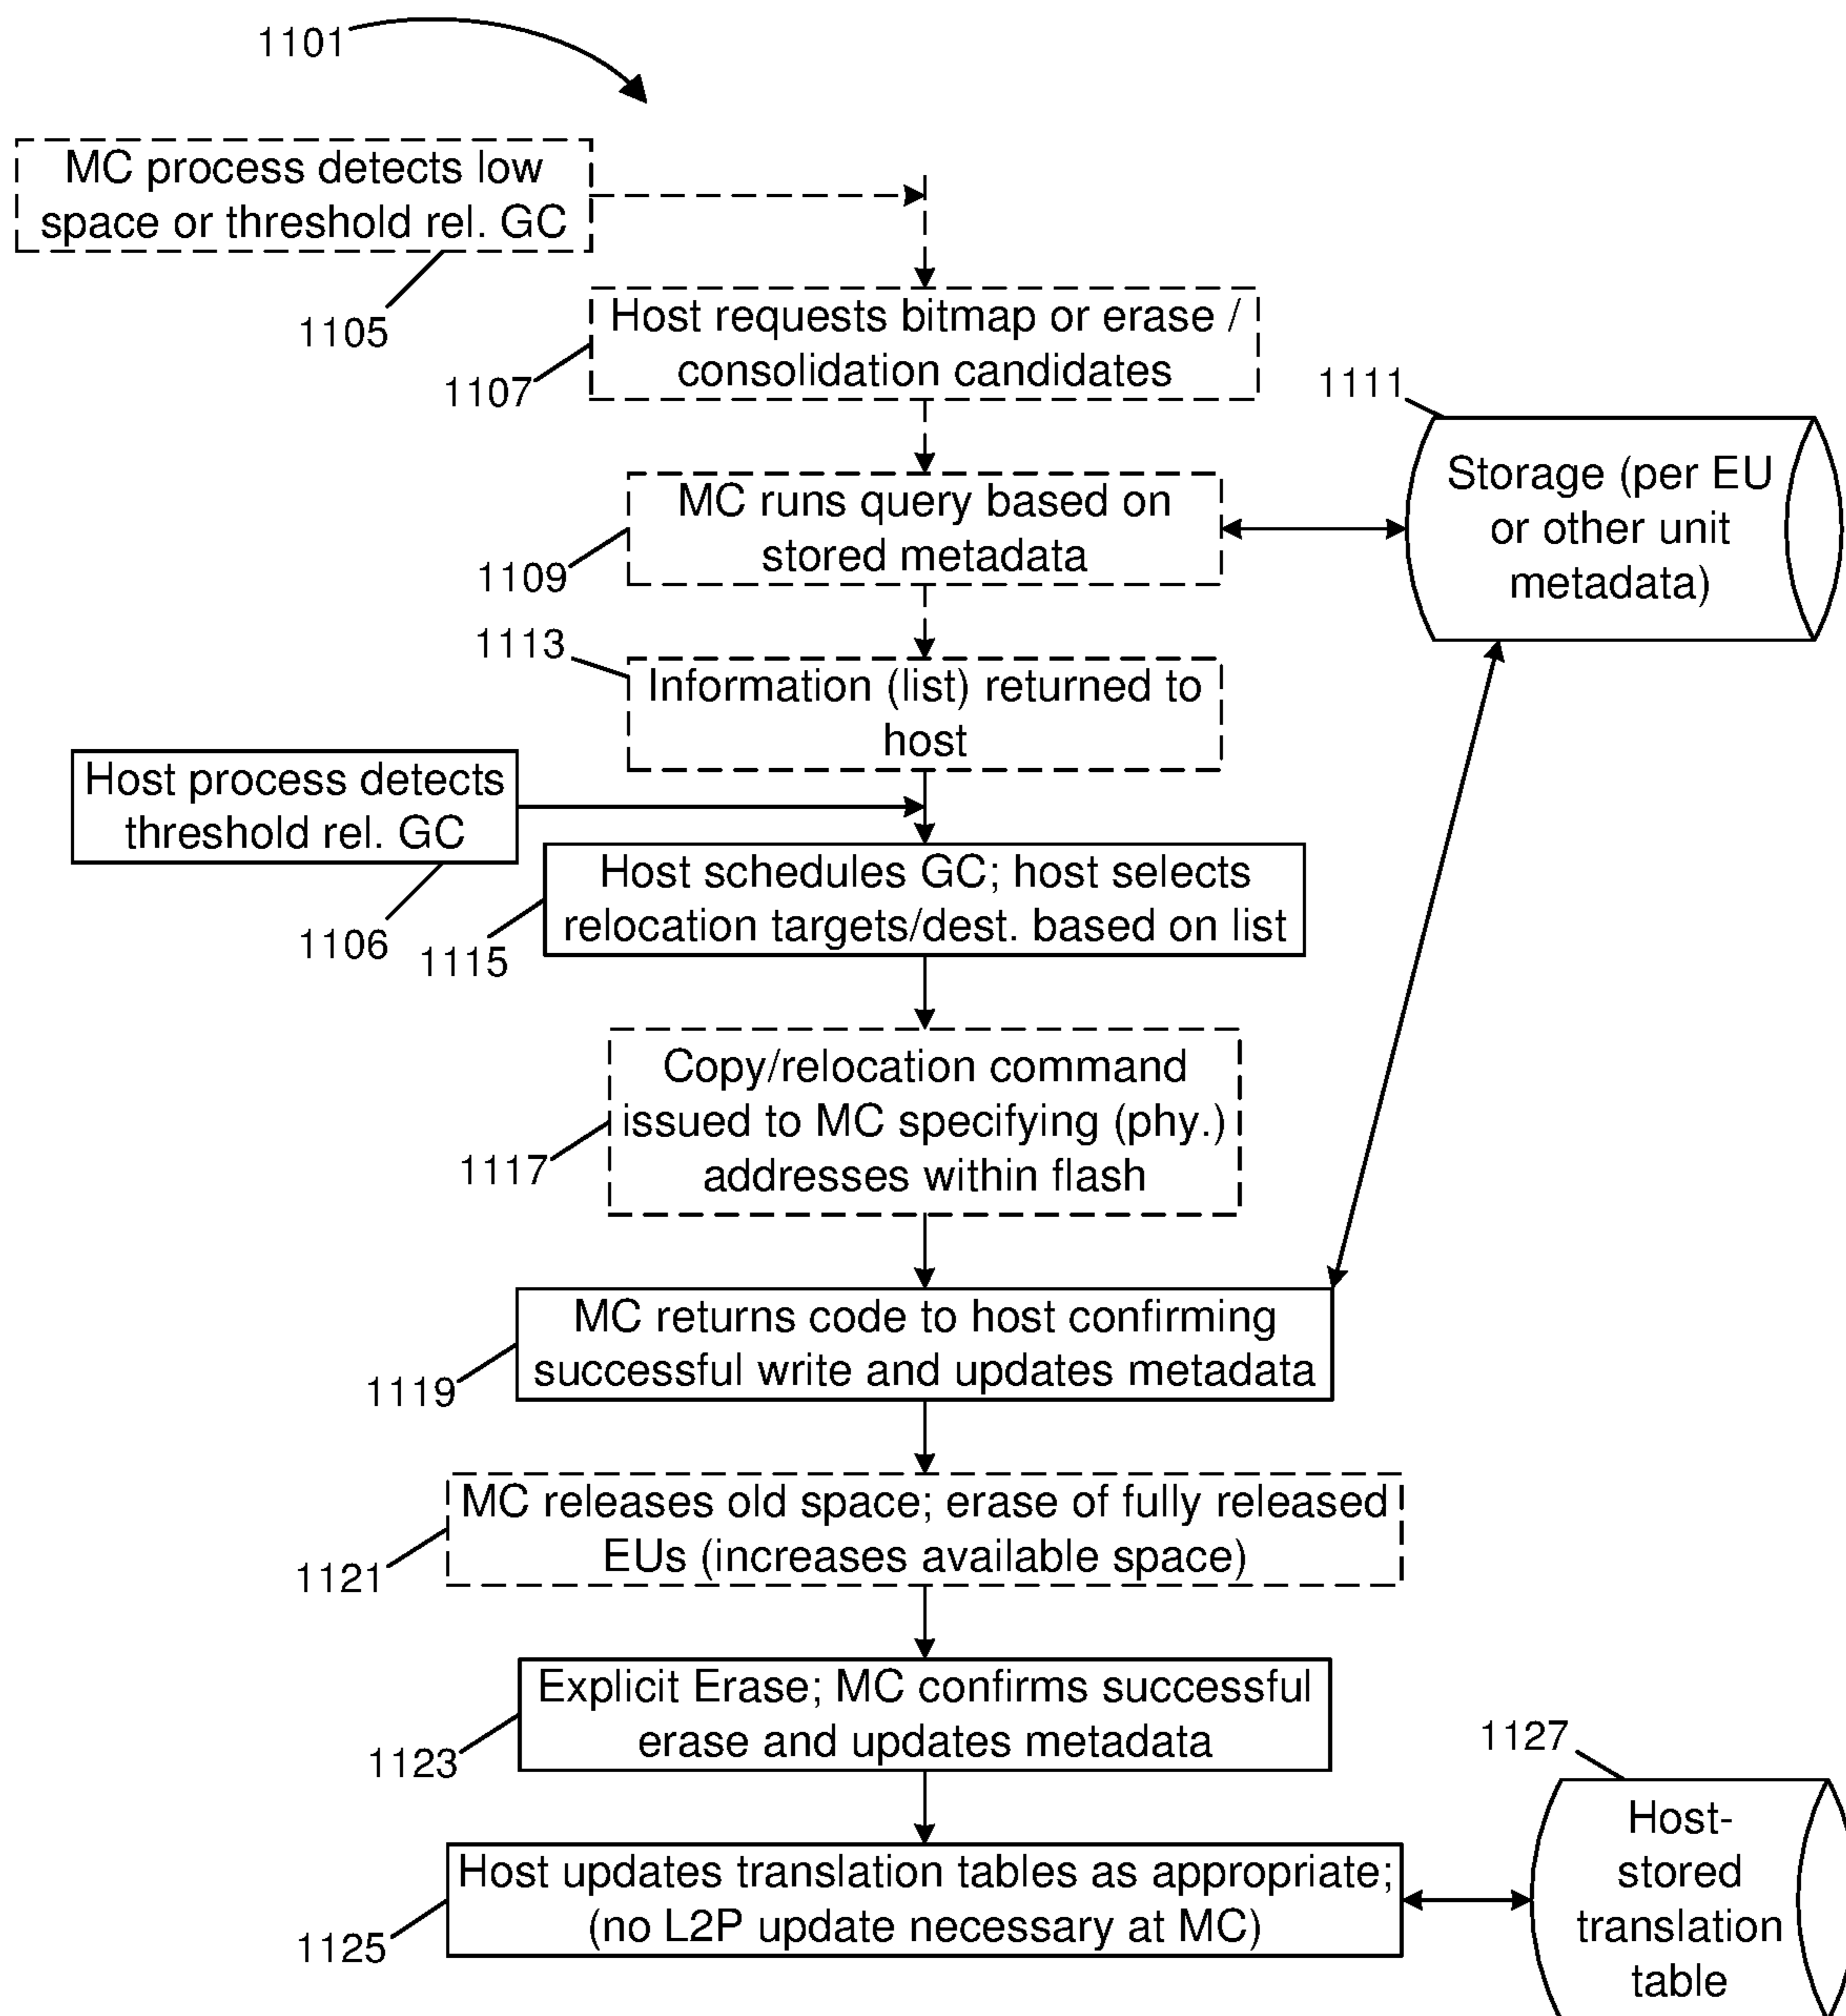 1101
MC process detects low
space or threshold rel. GC
1105
Host requests bitmap or erase /
consolidation candidates
1107
1111
Storage (per EU
or other unit
metadata)
MC runs query based on
stored metadata
1109
1113
Information (list) returned to
host
Host process detects
threshold rel. GC
1106
Host schedules GC; host selects
relocation targets/dest. based on list
1115
Copy/relocation command
issued to MC specifying (phy.)
addresses within flash
1117
MC returns code to host confirming
successful write and updates metadata
1119
MC releases old space; erase of fully released
EUs (increases available space)
1121
Explicit Erase; MC confirms successful
erase and updates metadata
1123
1127
Host-
stored
translation
table
Host updates translation tables as appropriate;
(no L2P update necessary at MC)
1125